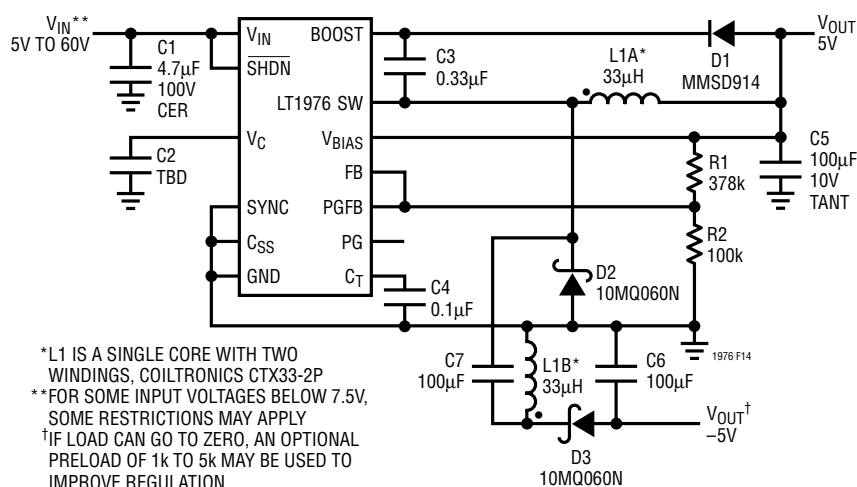 VIN**
5V TO 60V
C1
4.7µF
100V
CER
VIN
SHDN
BOOST
C3
0.33µF
L1A*
33µH
D1
MMSD914
VOUT
5V
LT1976 SW
C2
TBD
VC
VBIAS
FB
PGFB
PG
CT
SYNC
CSS
GND
R1
378k
C5
100µF
10V
TANT
R2
100k
D2
10MQ060N
C4
0.1µF
1976 F14
C7
100µF
L1B*
33µH
C6
100µF
VOUT†
–5V
D3
10MQ060N
*L1 IS A SINGLE CORE WITH TWO
WINDINGS, COILTRONICS CTX33-2P
**FOR SOME INPUT VOLTAGES BELOW 7.5V,
SOME RESTRICTIONS MAY APPLY
†IF LOAD CAN GO TO ZERO, AN OPTIONAL
PRELOAD OF 1k TO 5k MAY BE USED TO
IMPROVE REGULATION